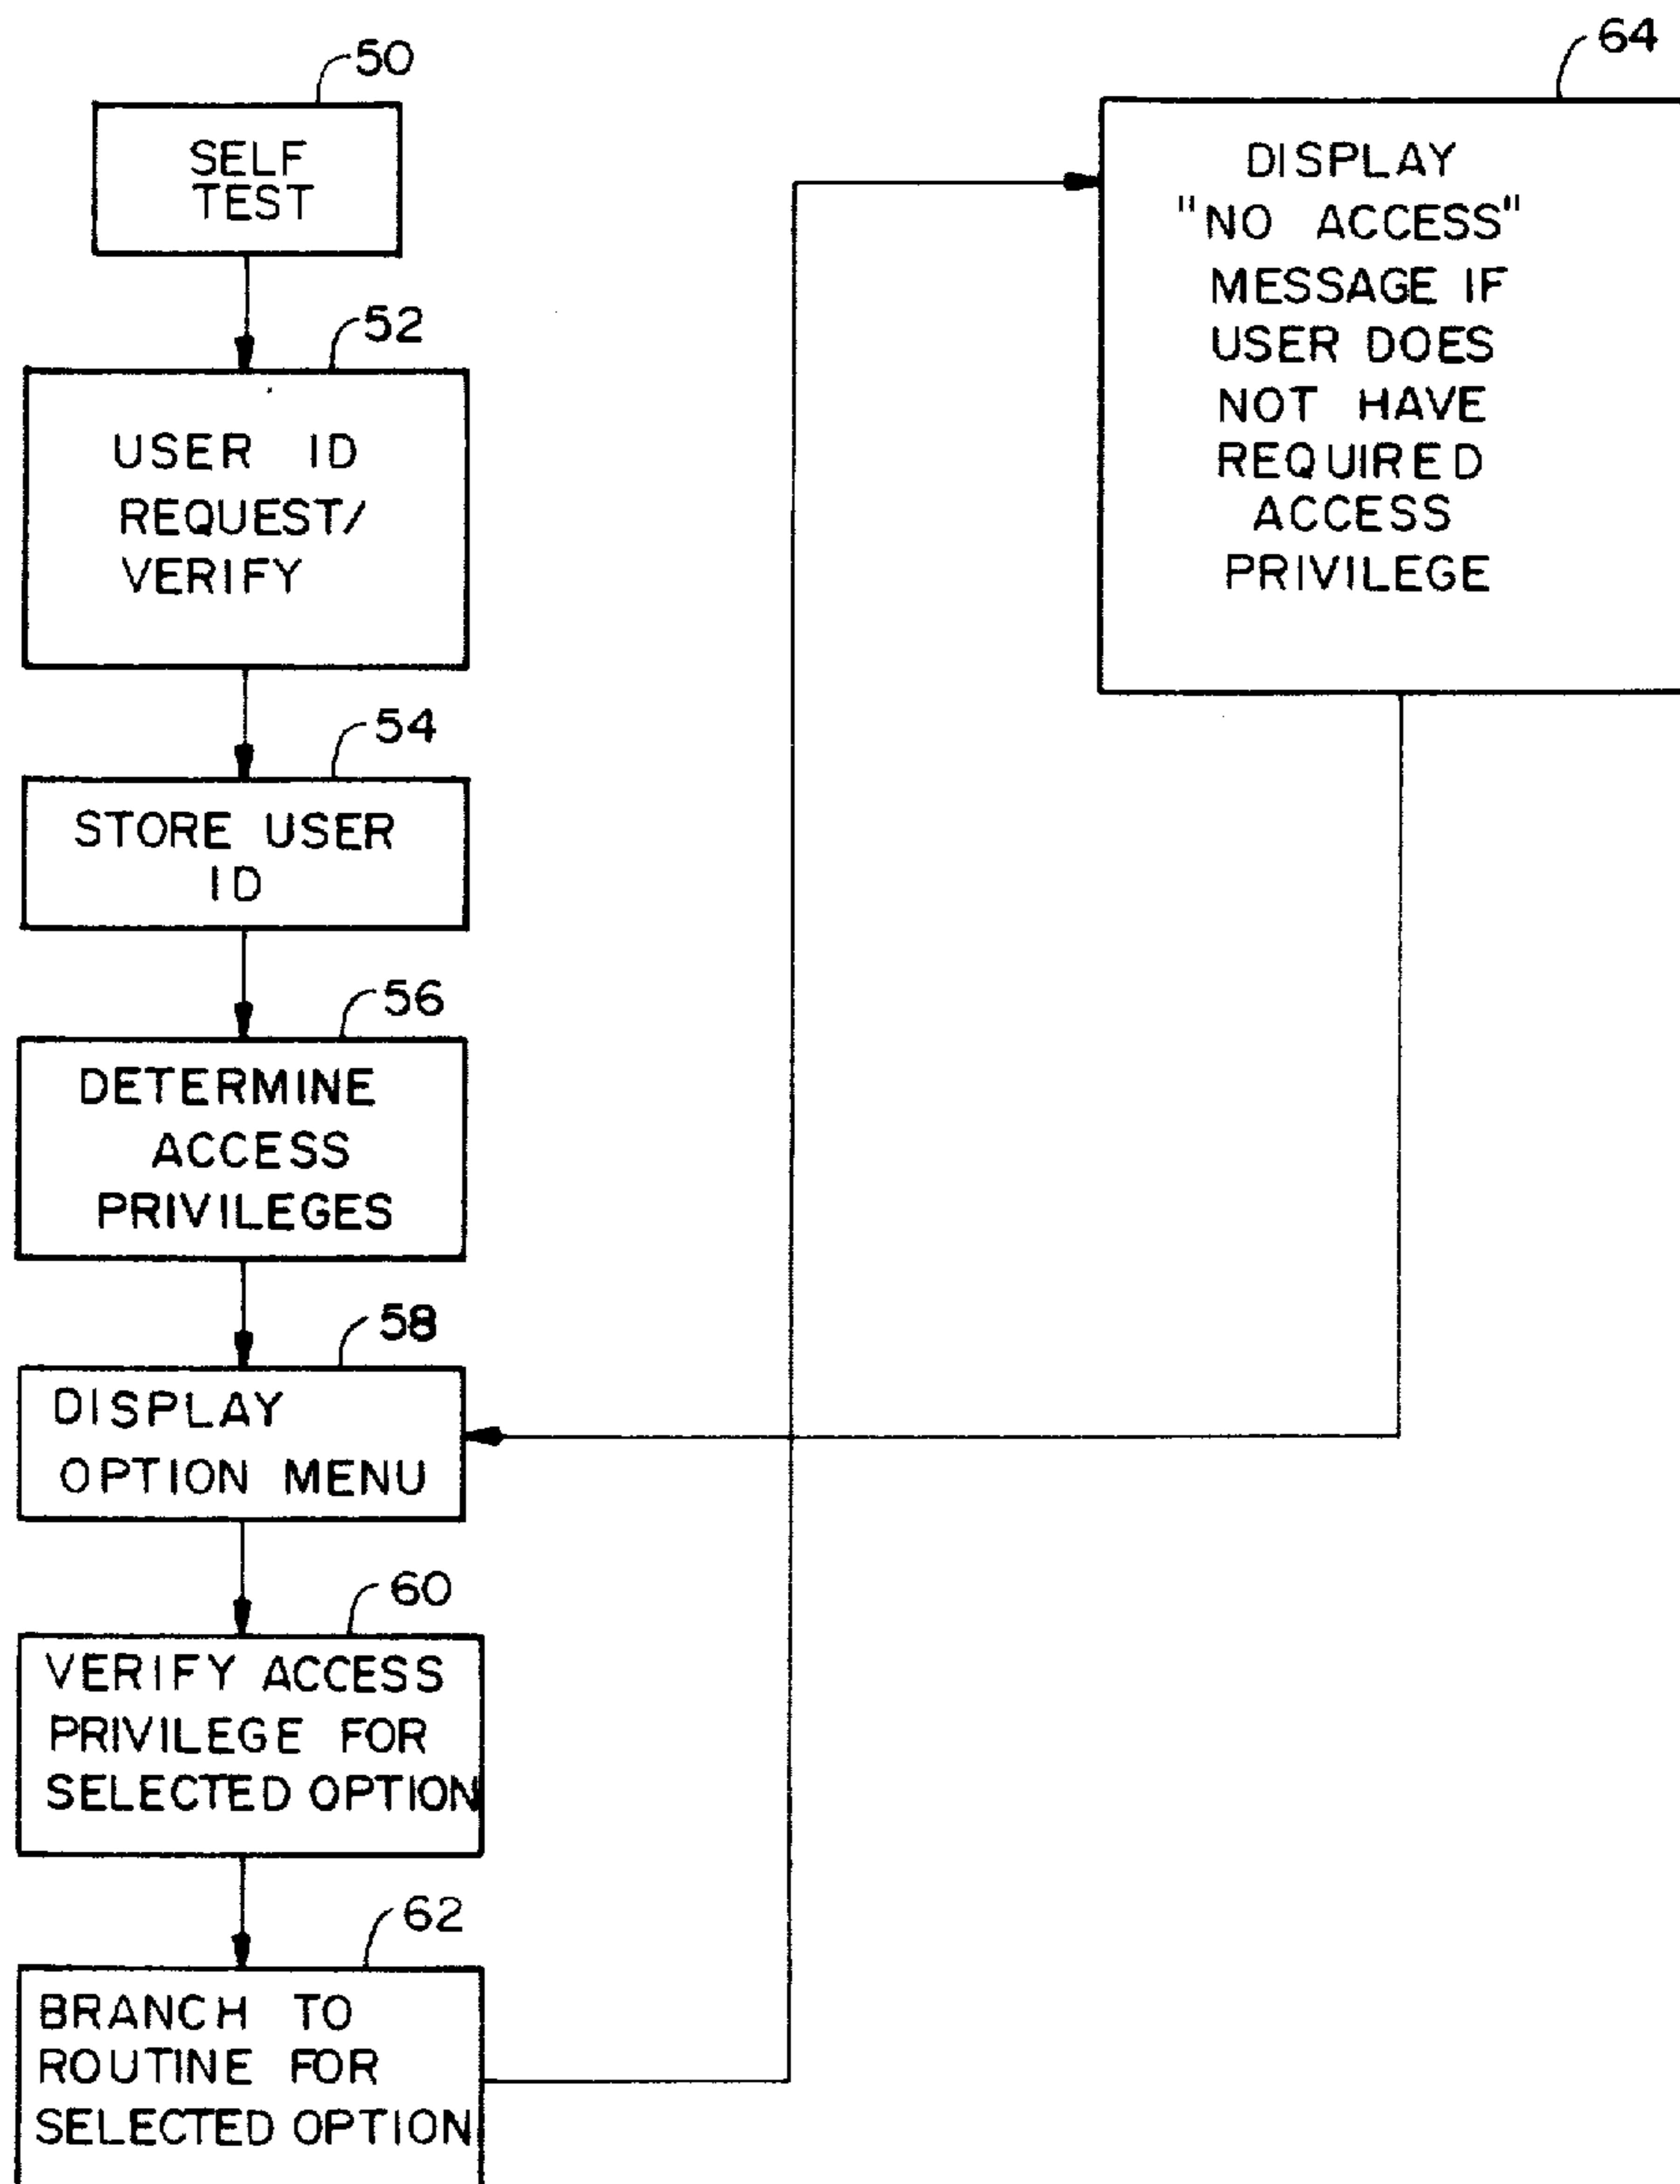 50
SELF
TEST
52
USER ID
REQUEST/
VERIFY
54
STORE USER
ID
56
DETERMINE
ACCESS
PRIVILEGES
58
DISPLAY
OPTION MENU
60
VERIFY ACCESS
PRIVILEGE FOR
SELECTED OPTION
62
BRANCH TO
ROUTINE FOR
SELECTED OPTION
64
DISPLAY
"NO ACCESS"
MESSAGE IF
USER DOES
NOT HAVE
REQUIRED
ACCESS
PRIVILEGE